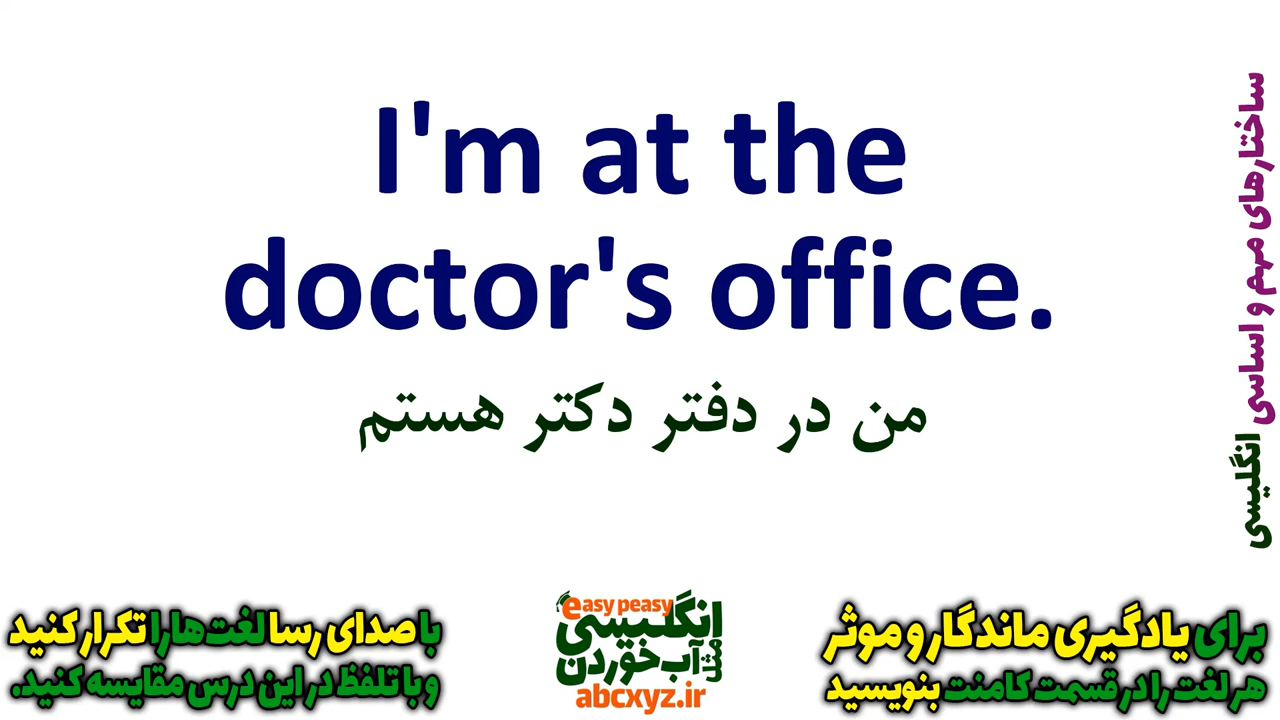 I'm at the
doctor's office.
من در دفتر دکتر هستم
ساختارهای مهم و اساسی انگلیسی
برای یادگیری ماندگار و موثر
هر لغت را در قسمت کامنت بنویسید
easy peasy
انگلیسی
مثل آب خوردن
abcxyz.ir
با صدای رسا لغت‌ها را تکرار کنید
و با تلفظ در این درس مقایسه کنید.